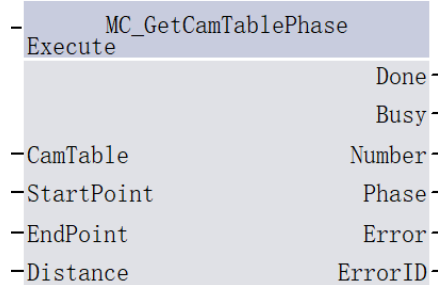 MC_GetCamTablePhase
Execute
Done
Busy
CamTable Number
StartPoint Phase
EndPoint Error
Distance ErrorID